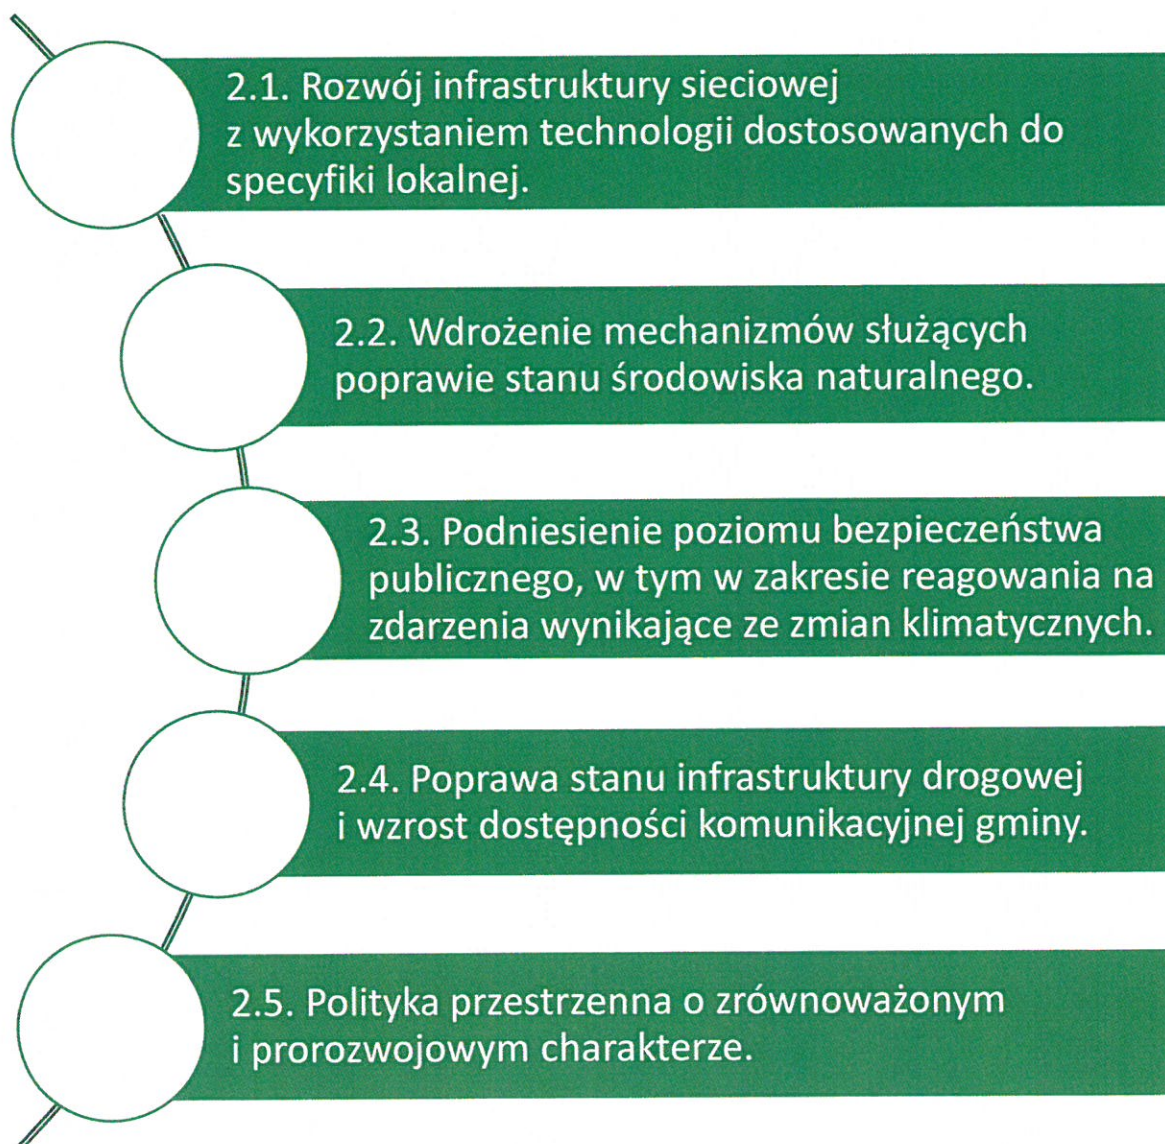 2.1. Rozwój infrastruktury sieciowej
z wykorzystaniem technologii dostosowanych do
specyfiki lokalnej.
2.2. Wdrożenie mechanizmów służących
poprawie stanu środowiska naturalnego.
2.3. Podniesienie poziomu bezpieczeństwa
publicznego, w tym w zakresie reagowania na
zdarzenia wynikające ze zmian klimatycznych.
2.4. Poprawa stanu infrastruktury drogowej
i wzrost dostępności komunikacyjnej gminy.
2.5. Polityka przestrzenna o zrównoważonym
i prorozwojowym charakterze.